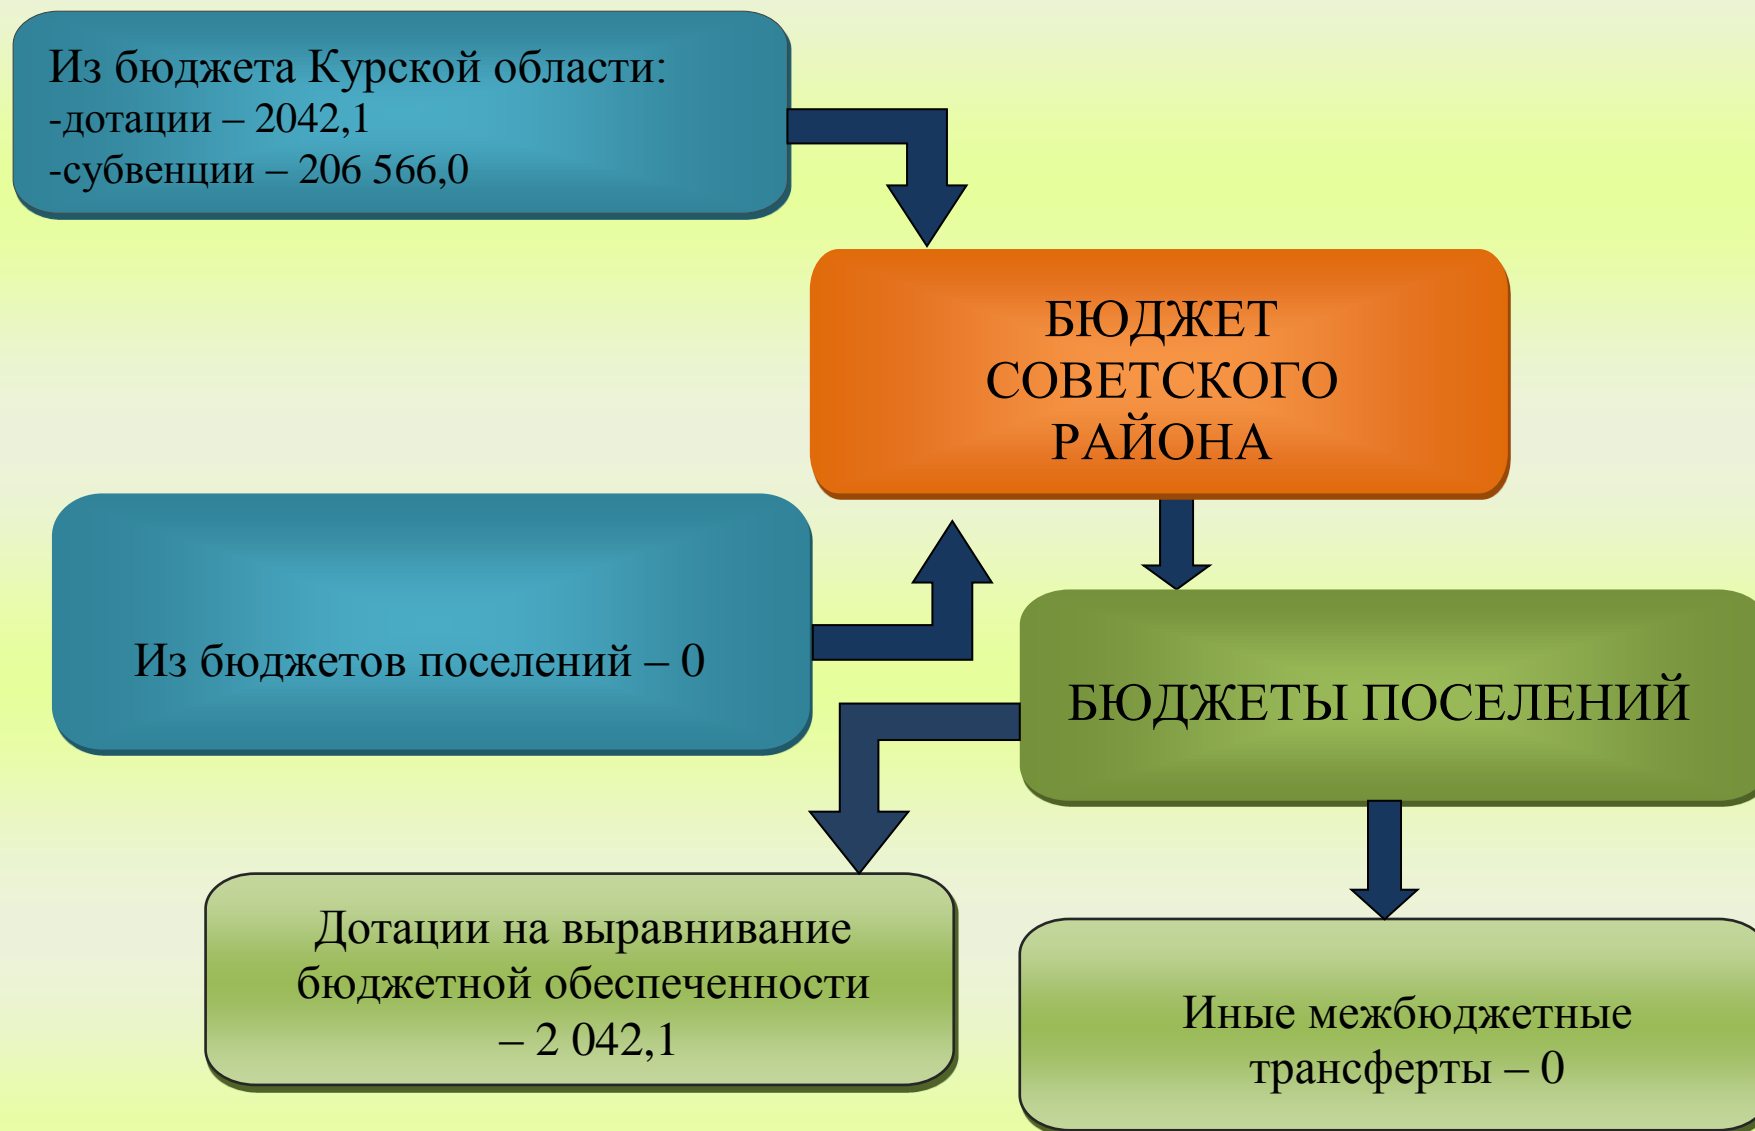 Из бюджета Курской области:
-дотации – 2042,1
-субвенции – 206 566,0
БЮДЖЕТ
СОВЕТСКОГО
РАЙОНА
Из бюджетов поселений – 0
БЮДЖЕТЫ ПОСЕЛЕНИЙ
Дотации на выравнивание
бюджетной обеспеченности
– 2 042,1
Иные межбюджетные
трансферты – 0